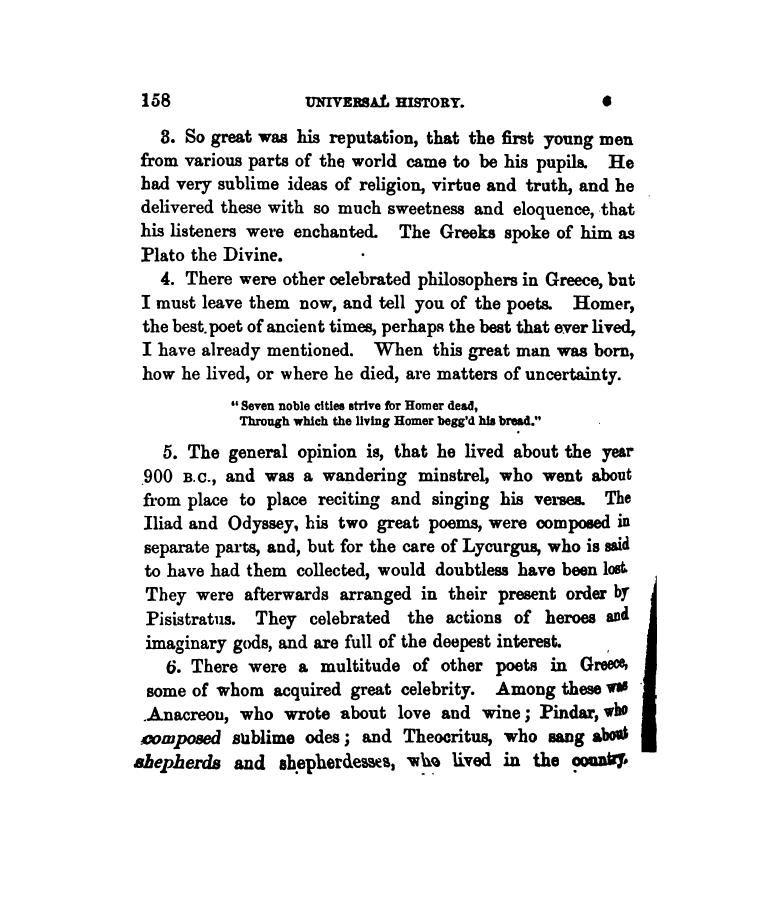 158 UNIVERSAL HISTORY. 6
3. So great was his reputation, that the first young men
from various parts of the world came to be his pupils. He
had very sublime ideas of religion, virtue and truth, and he
delivered these with so much sweetness and eloquence, that
his listeners were enchanted. The Greeks spoke of him as
Plato the Divine.
4. There were other celebrated philosophers in Greece, but
I must leave them now, and tell you of the poets. Homer,
the best poet of ancient times, perhaps the best that ever lived,
I have already mentioned. When this great man was born,
how he lived, or where he died, are matters of uncertainty.
"Seven noble cities strive for Homer dead,
Through which the living Homer begg'd his bread."
5. The general opinion is, that he lived about the year
900 B.C., and was a wandering minstrel, who went about
from place to place reciting and singing his verses. The
Iliad and Odyssey, his two great poems, were composed in
separate parts, and, but for the care of Lycurgus, who is said
to have had them collected, would doubtless have been lost.
They were afterwards arranged in their present order by
Pisistratus. They celebrated the actions of heroes and
imaginary gods, and are full of the deepest interest.
6. There were a multitude of other poets in Greece,
some of whom acquired great celebrity. Among these was
Anacreon, who wrote about love and wine; Pindar, who
composed sublime odes; and Theocritus, who sang about
shepherds and shepherdesses, who lived in the country.